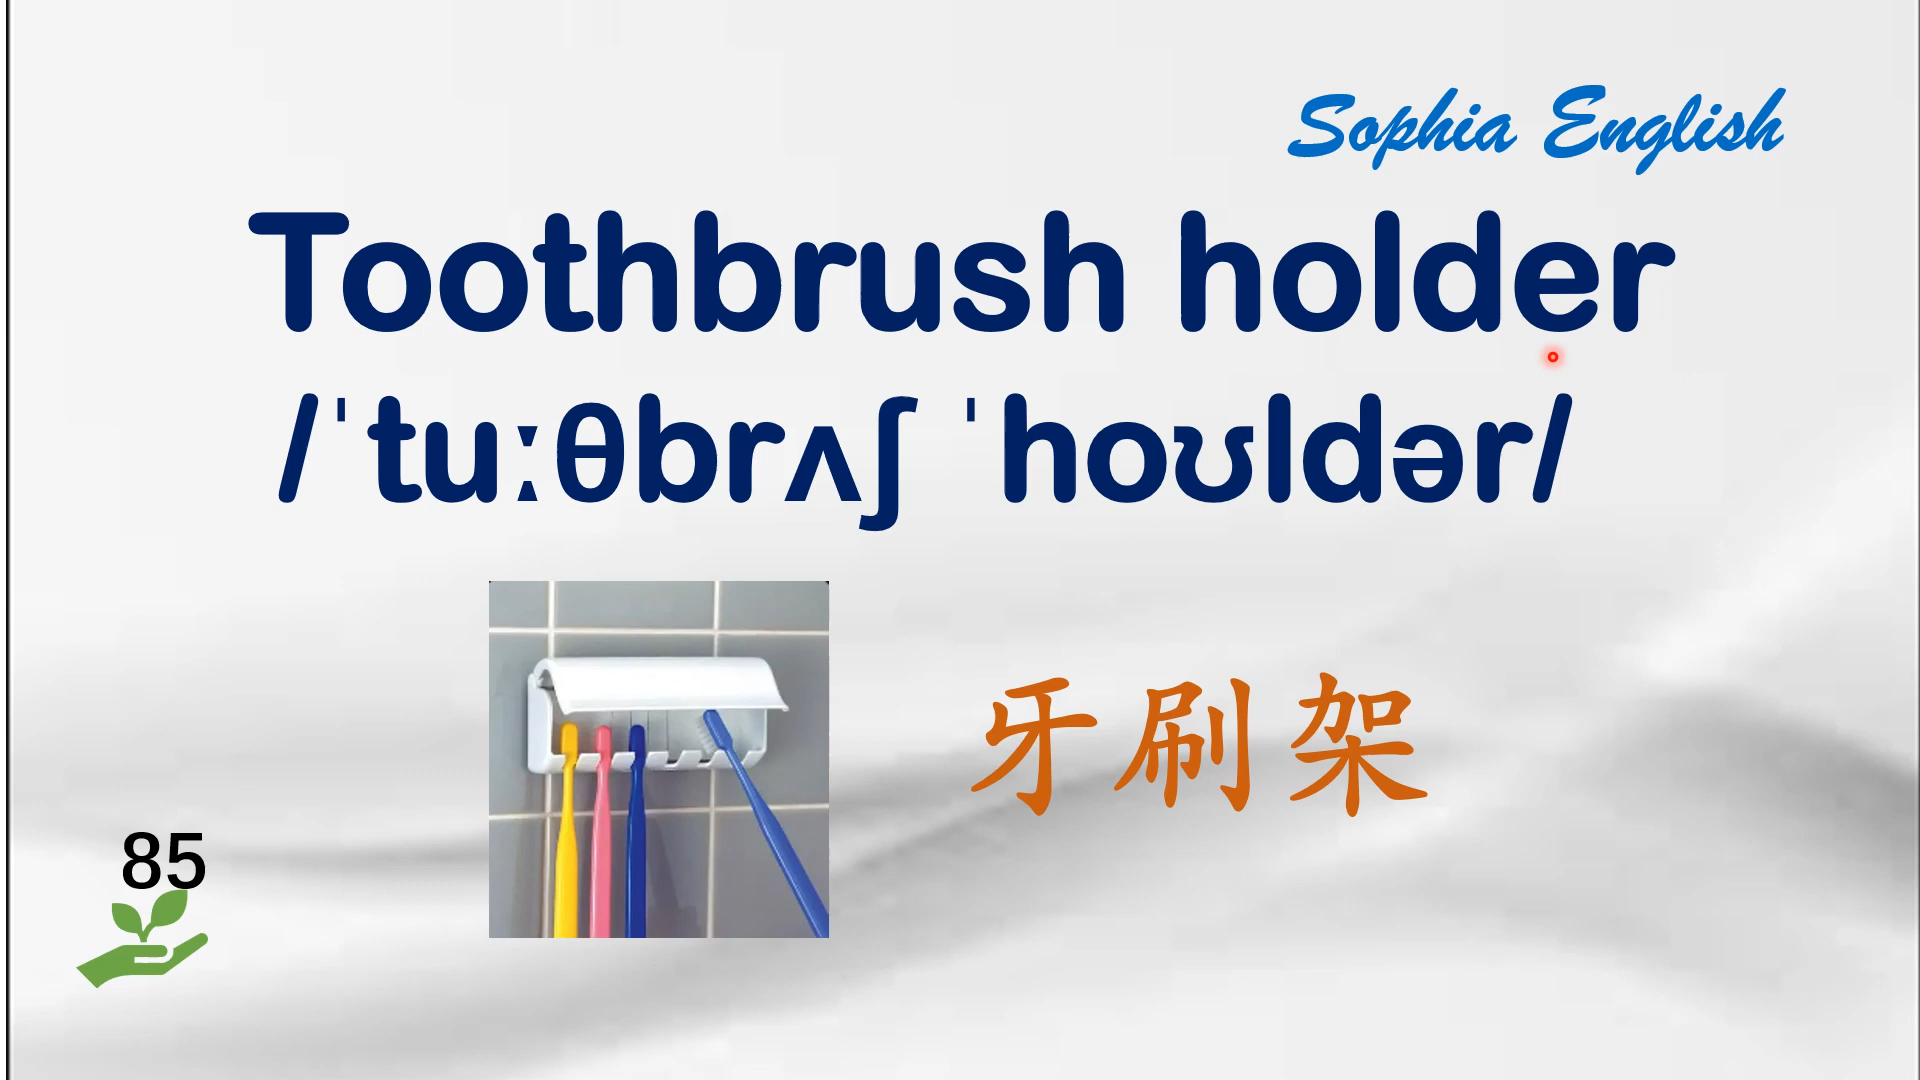 Sophia English
Toothbrush holder
/ˈtuːθbrʌʃ ˈhoʊldər/
牙刷架
85